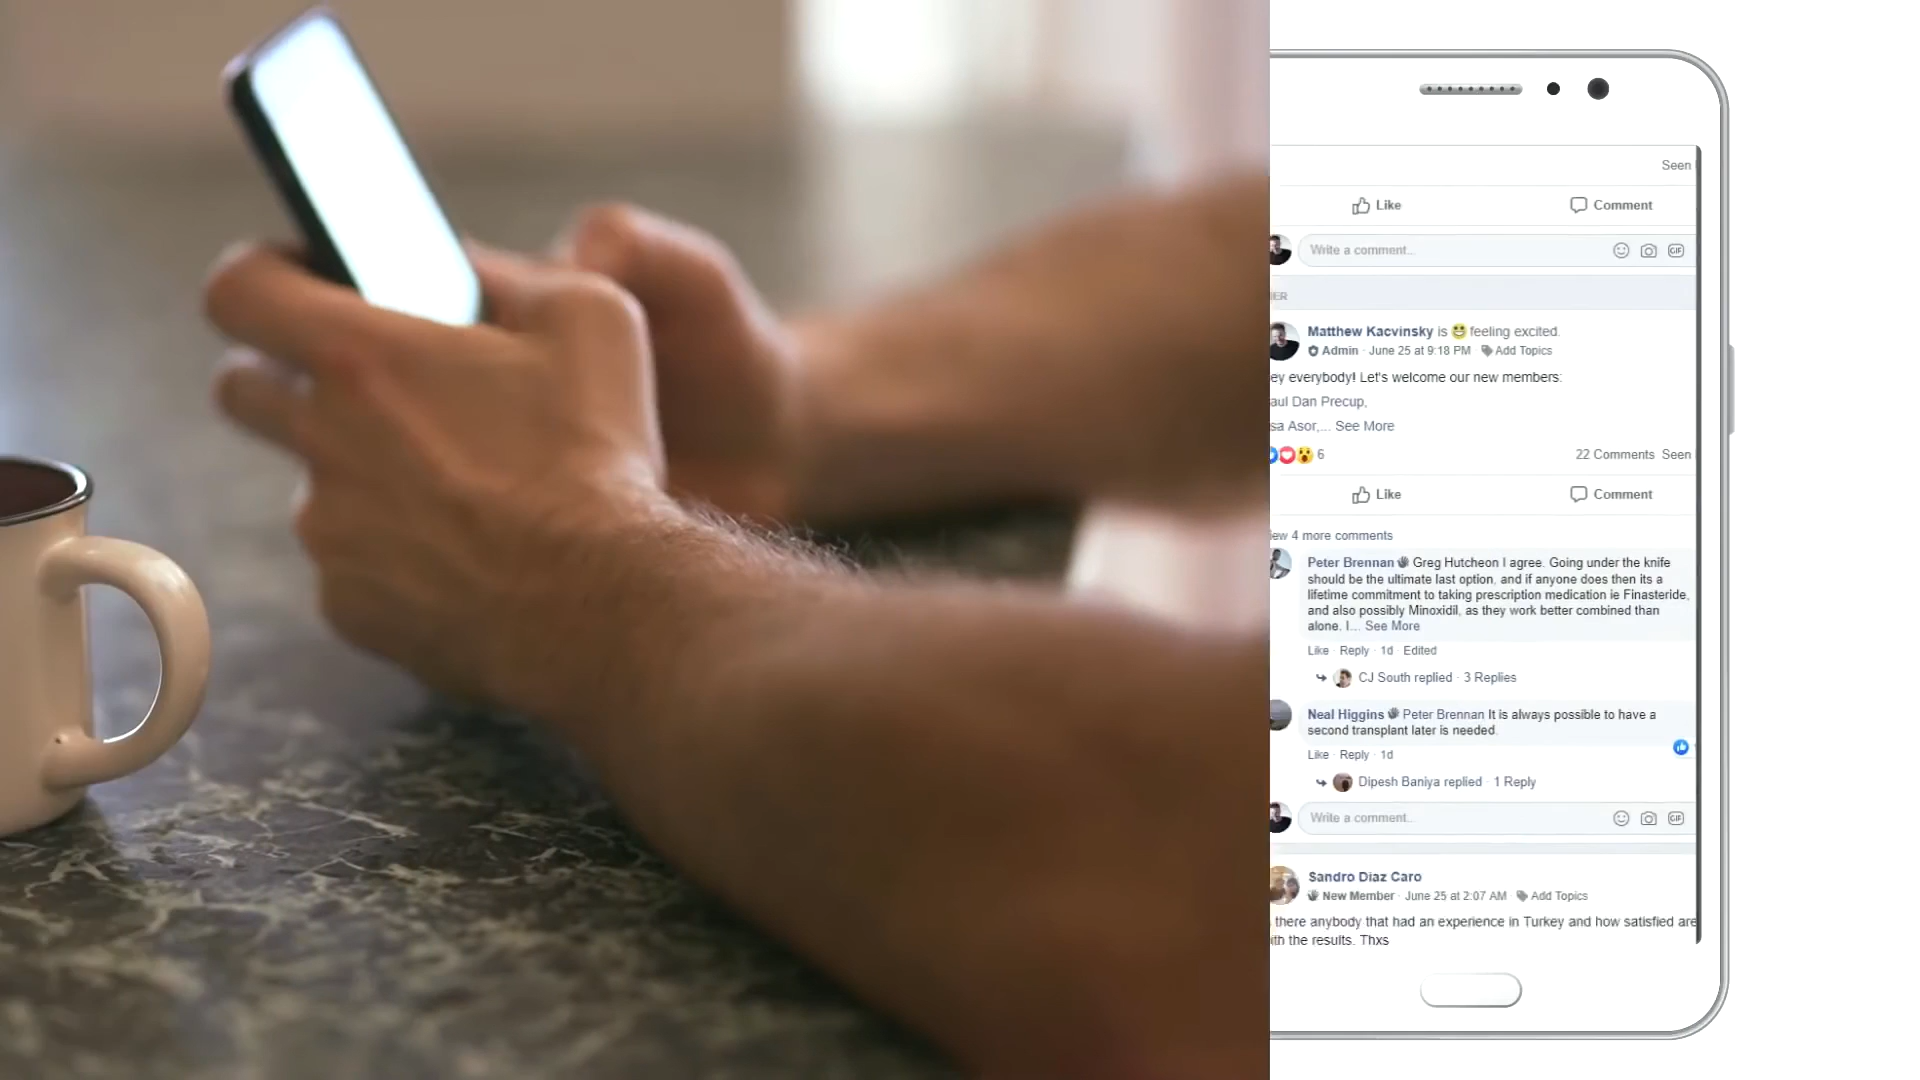 Seen
Like Comment
Write a comment... GIF
Matthew Kacvinsky is feeling excited.
Admin · June 25 at 9:18 PM · Add Topics
ey everybody! Let's welcome our new members:
aul Dan Precup,
sa Asor,... See More
6 22 Comments Seen
Like Comment
iew 4 more comments
Peter Brennan Greg Hutcheon I agree. Going under the knife
should be the ultimate last option, and if anyone does then its a
lifetime commitment to taking prescription medication ie Finasteride,
and also possibly Minoxidil, as they work better combined than
alone. I... See More
Like · Reply · 1d · Edited
CJ South replied · 3 Replies
Neal Higgins Peter Brennan It is always possible to have a
second transplant later is needed.
Like · Reply · 1d
Dipesh Baniya replied · 1 Reply
Write a comment... GIF
Sandro Diaz Caro
New Member · June 25 at 2:07 AM · Add Topics
there anybody that had an experience in Turkey and how satisfied are
ith the results. Thxs